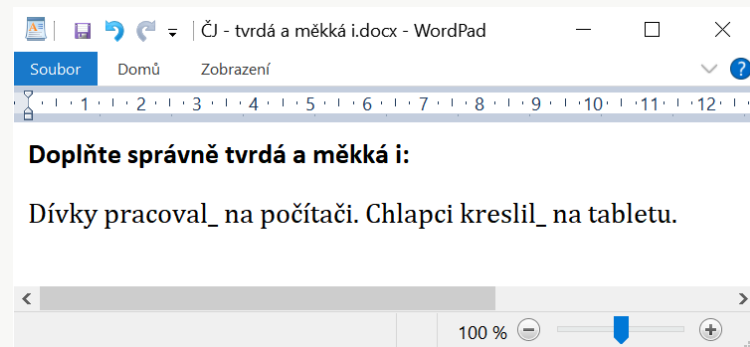 ČJ - tvrdá a měkká i.docx - WordPad
Soubor Domů Zobrazení
1 2 3 4 5 6 7 8 9 10 11 12
Doplňte správně tvrdá a měkká i:
Dívky pracoval_ na počítači. Chlapci kreslil_ na tabletu.
100 %